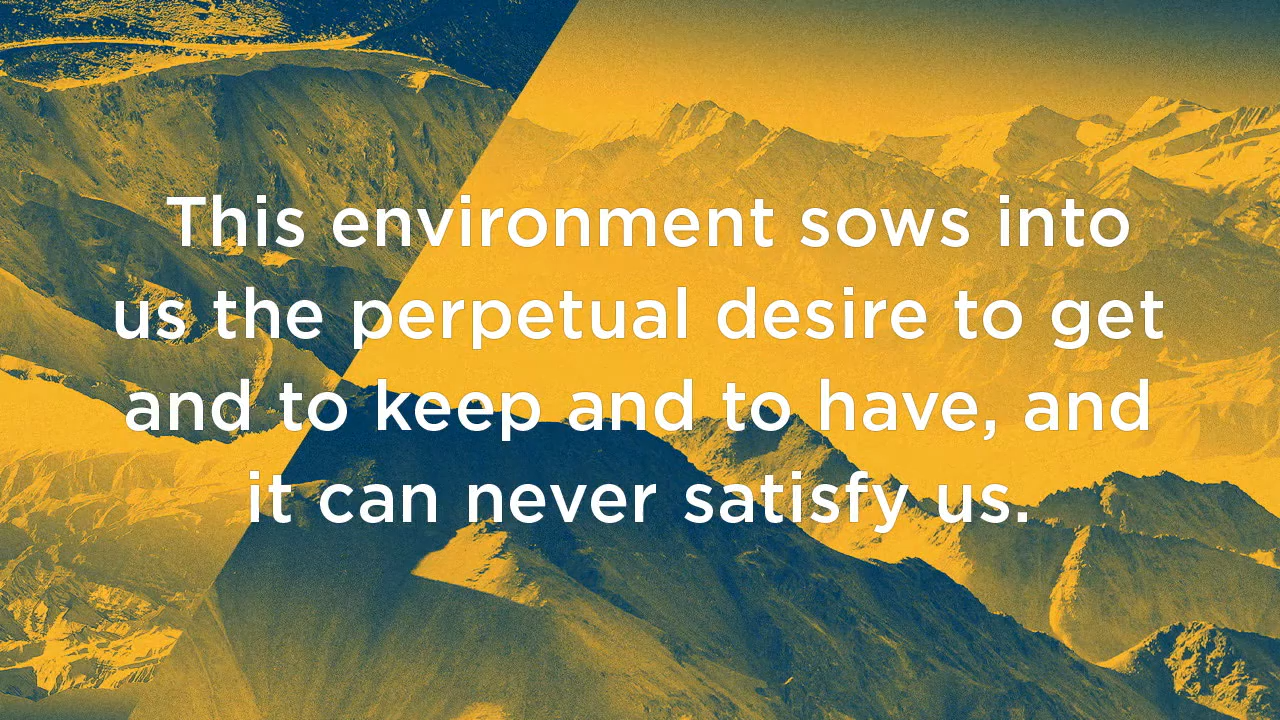 This environment sows into
us the perpetual desire to get
and to keep and to have, and
it can never satisfy us.